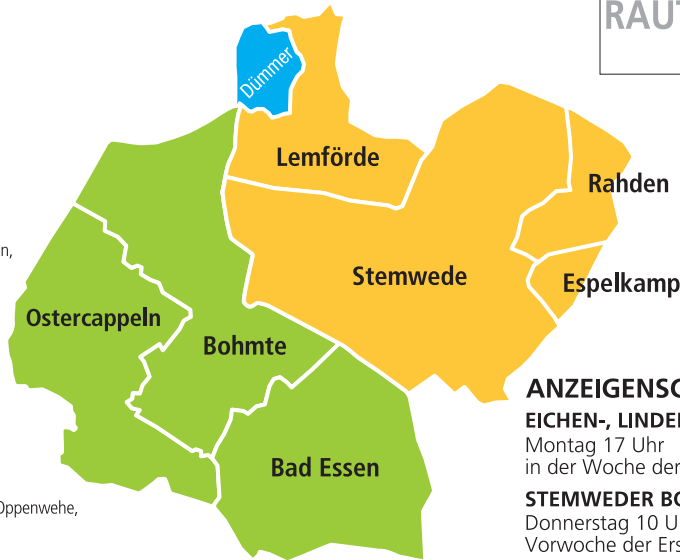 RAUT
Dümmer
Lemförde
Rahden
n,
Stemwede
Espelkamp
Ostercappeln
Bohmte
ANZEIGENSC
EICHEN-, LINDEN
Montag 17 Uhr
in der Woche der
Bad Essen
STEMWEDER BO
Oppenwehe,
Donnerstag 10 U
Vorwoche der Ers